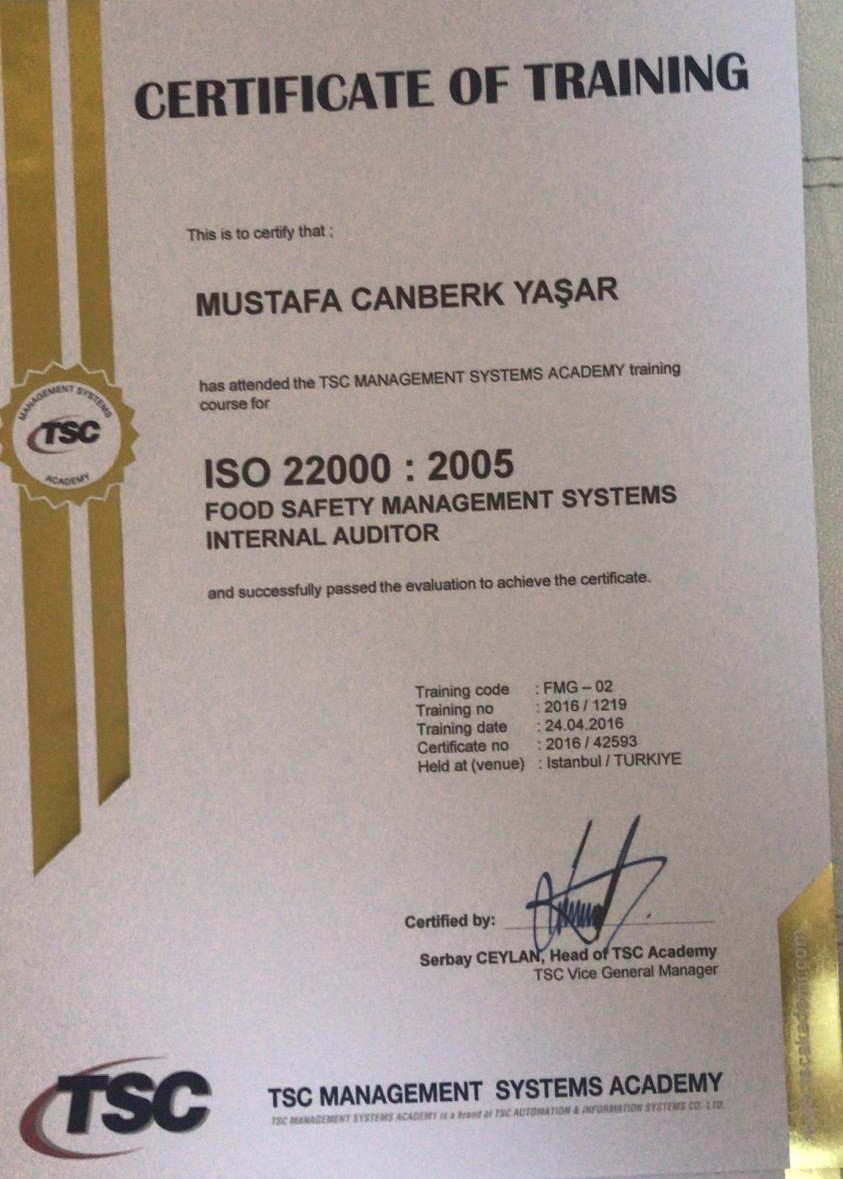 CERTIFICATE OF TRAINING
This is to certify that :
MUSTAFA CANBERK YAŞAR
has attended the TSC MANAGEMENT SYSTEMS ACADEMY training
course for
MANAGEMENT SYSTEMS
TSC
ACADEMY
ISO 22000 : 2005
FOOD SAFETY MANAGEMENT SYSTEMS
INTERNAL AUDITOR
and successfully passed the evaluation to achieve the certificate.
Training code : FMG – 02
Training no : 2016 / 1219
Training date : 24.04.2016
Certificate no : 2016 / 42593
Held at (venue) : Istanbul / TURKIYE
Certified by:
Serbay CEYLAN, Head of TSC Academy
TSC Vice General Manager
TSC
TSC MANAGEMENT SYSTEMS ACADEMY
TSC MANAGEMENT SYSTEMS ACADEMY is a brand of TSC AUTOMATION & INFORMATION SYSTEMS CO. LTD.